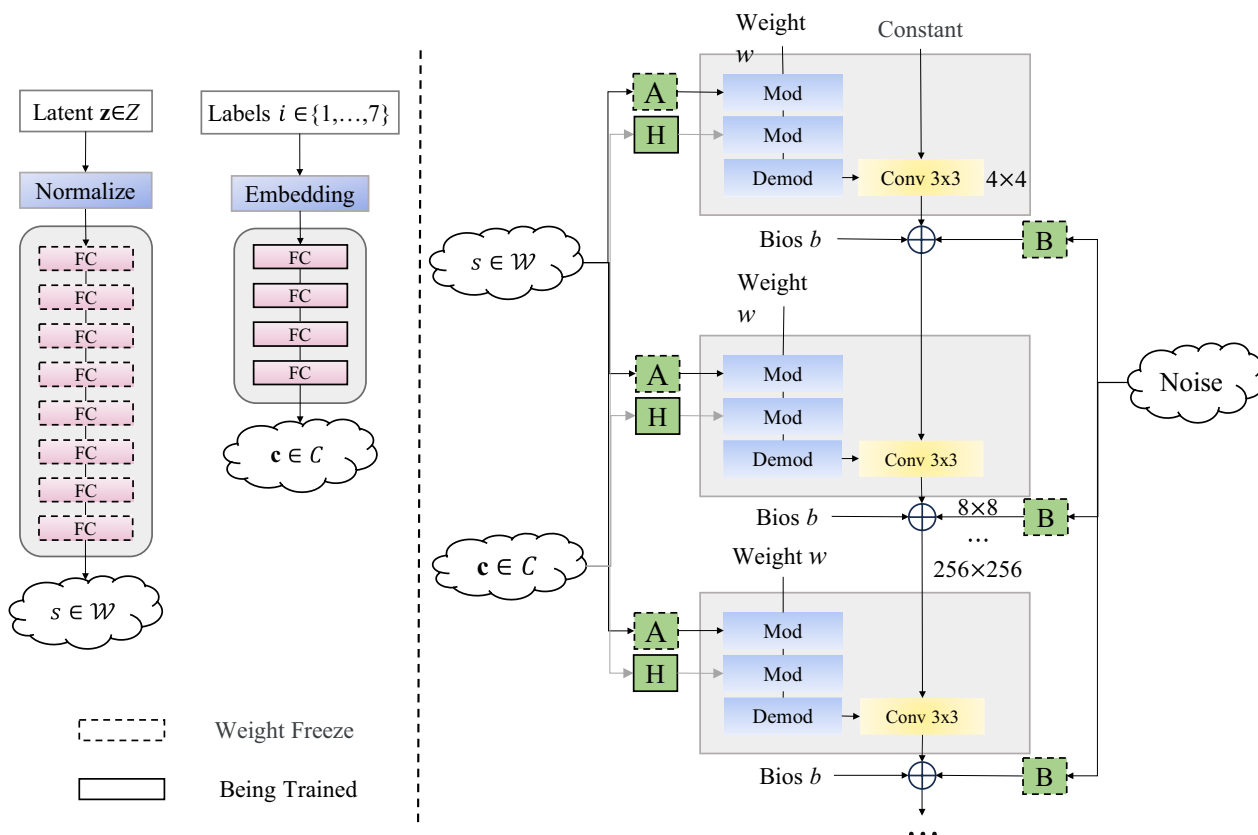 Latent z∈Z
Normalize
FC
FC
FC
FC
FC
FC
FC
FC
s ∈ 𝒲
Labels i ∈{1,…,7}
Embedding
FC
FC
FC
FC
c ∈ C
Weight Freeze
Being Trained
s ∈ 𝒲
c ∈ C
Weight
w
Constant
A
Mod
H
Mod
Demod
Conv 3x3
4×4
Bios b
B
Weight
w
A
Mod
H
Mod
Demod
Conv 3x3
Noise
Bios b
8×8
B
...
256×256
Weight w
A
Mod
H
Mod
Demod
Conv 3x3
Bios b
B
...